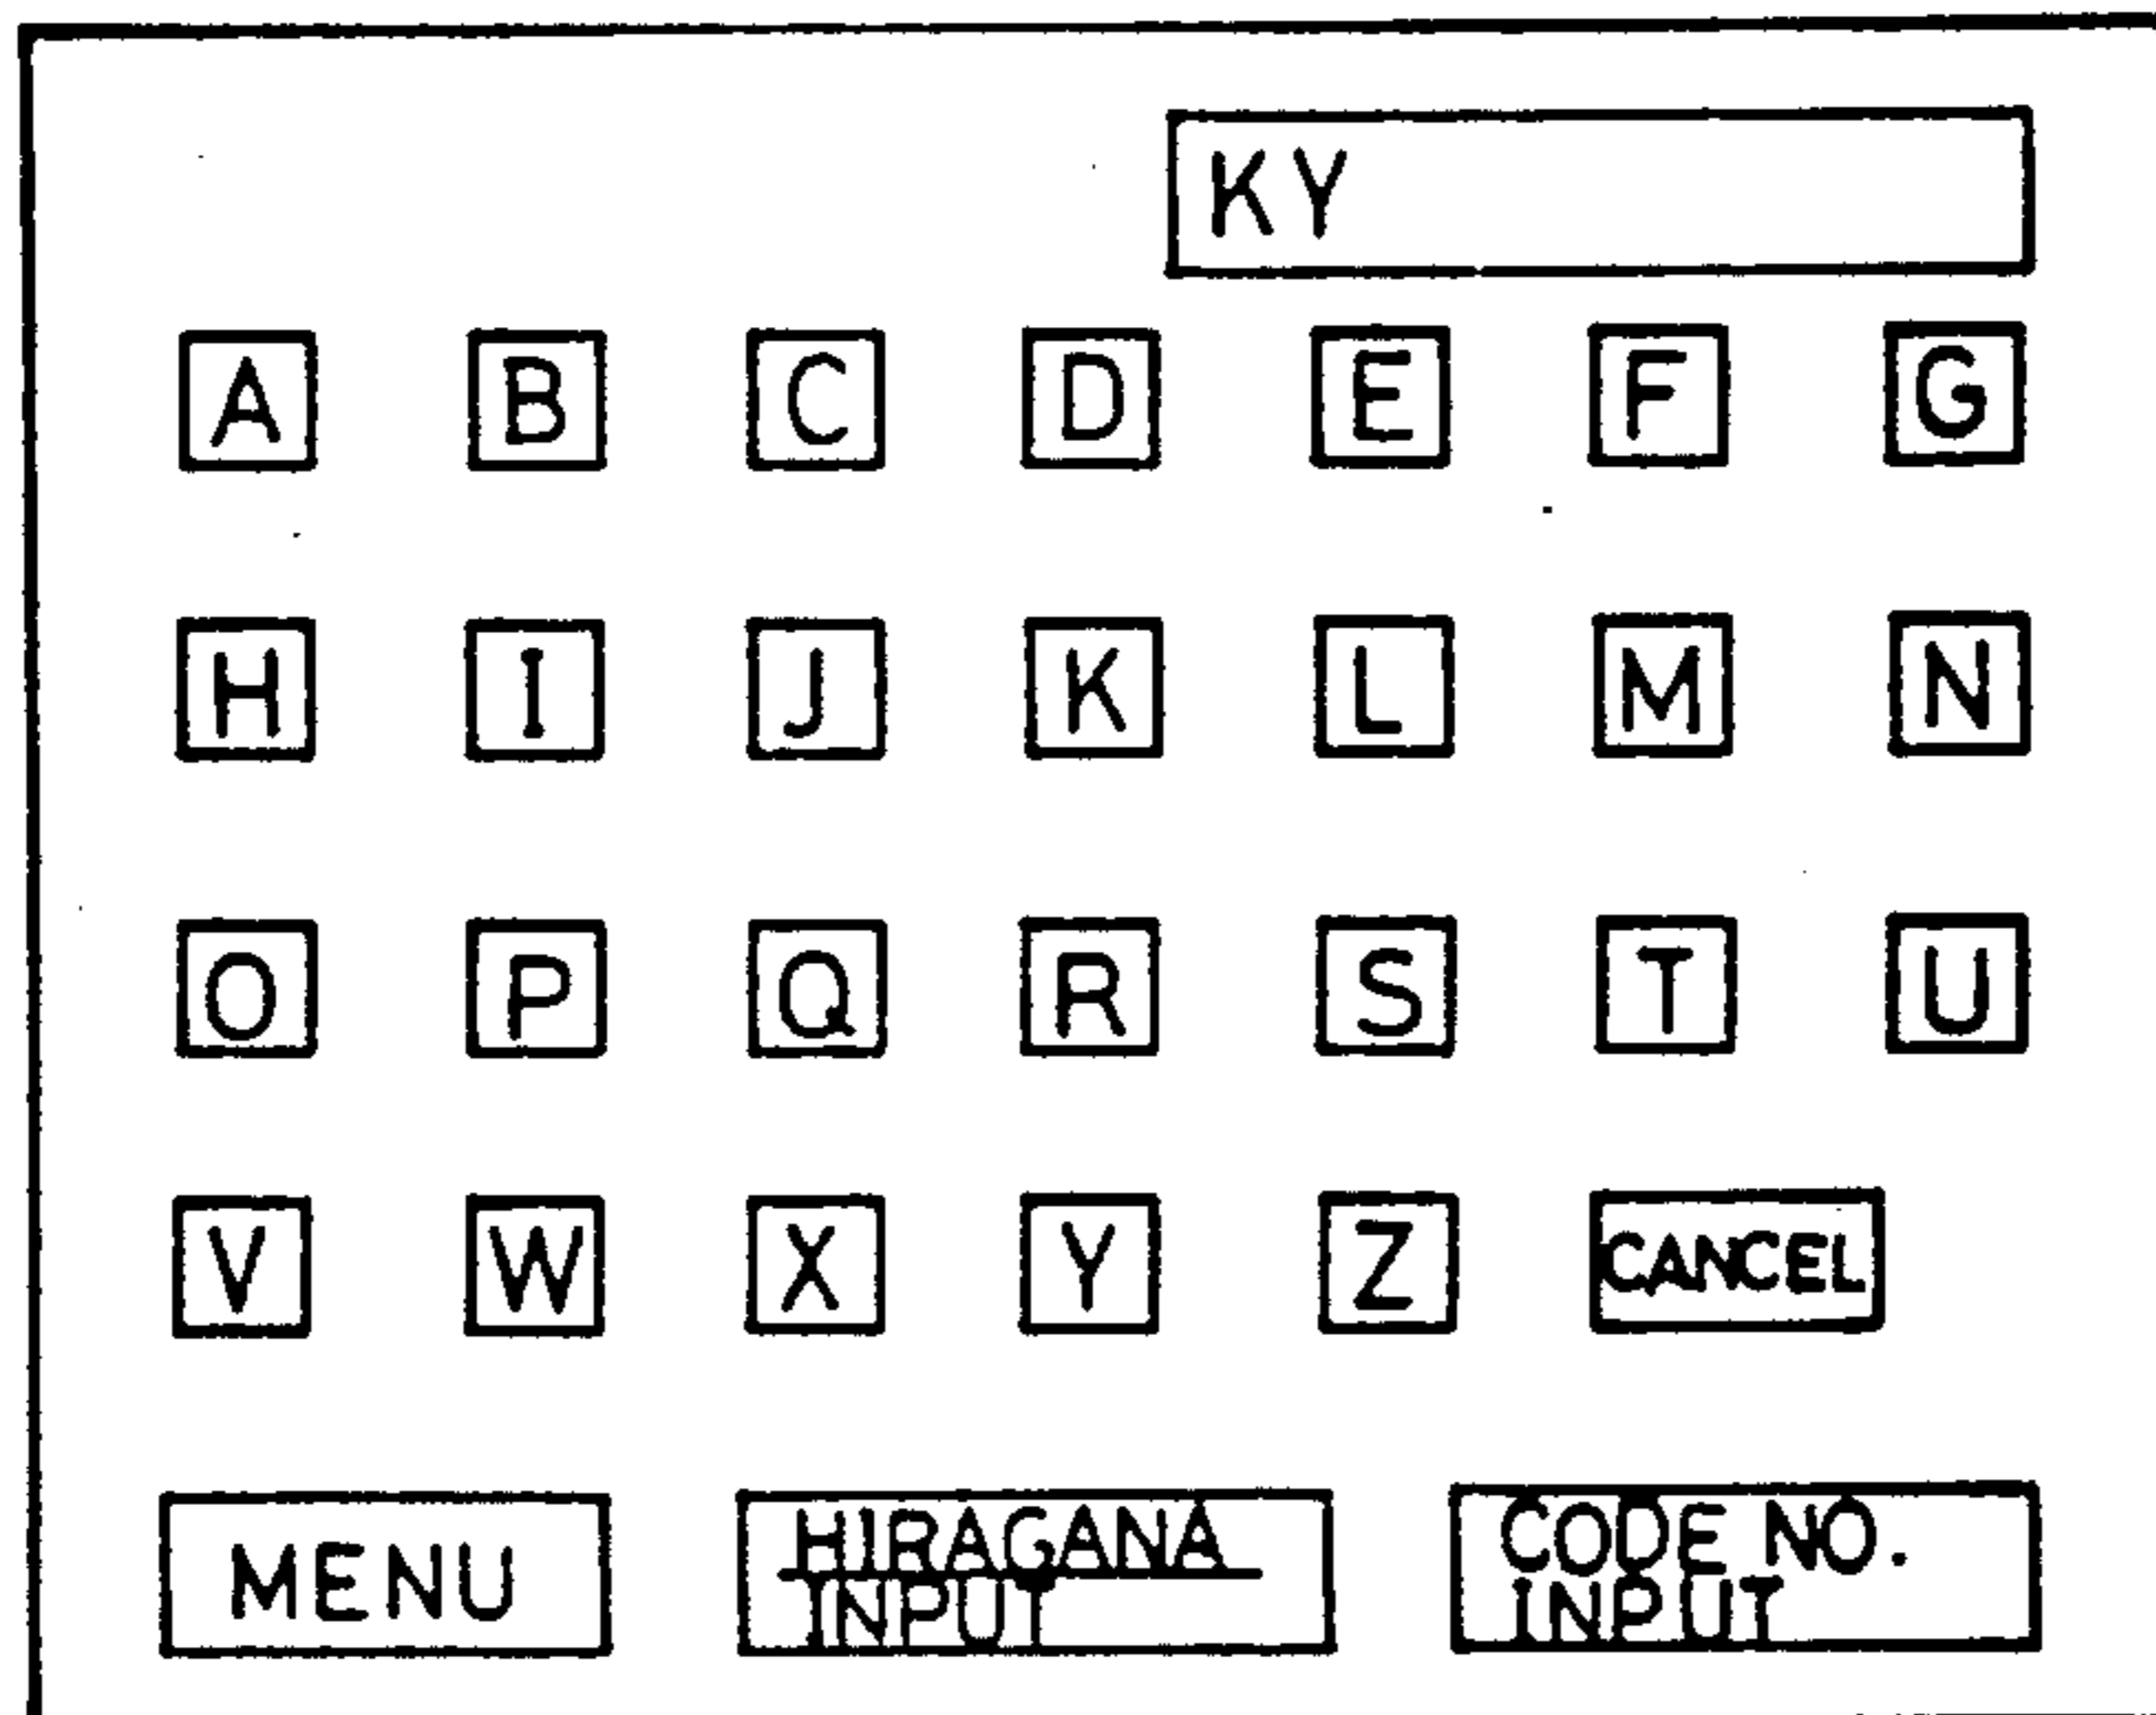 KY
A B C D E F G
H I J K L M N
O P Q R S T U
V W X Y Z CANCEL
MENU HIRAGANA INPUT CODE NO. INPUT